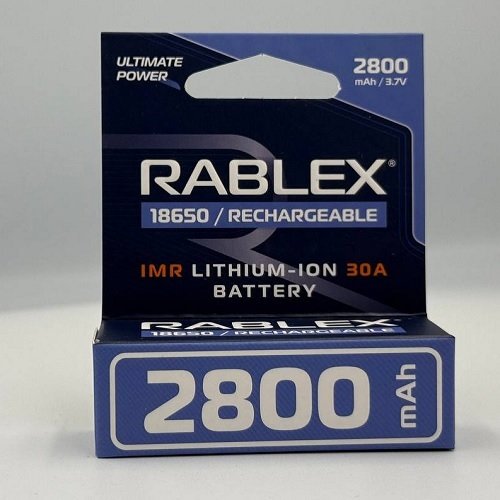 ULTIMATE
POWER
2800
mAh / 3.7V
RABLEX®
18650 / RECHARGEABLE
IMR LITHIUM-ION 30A
BATTERY
RABLEX
18650 / RECHARGEABLE
2800 mAh